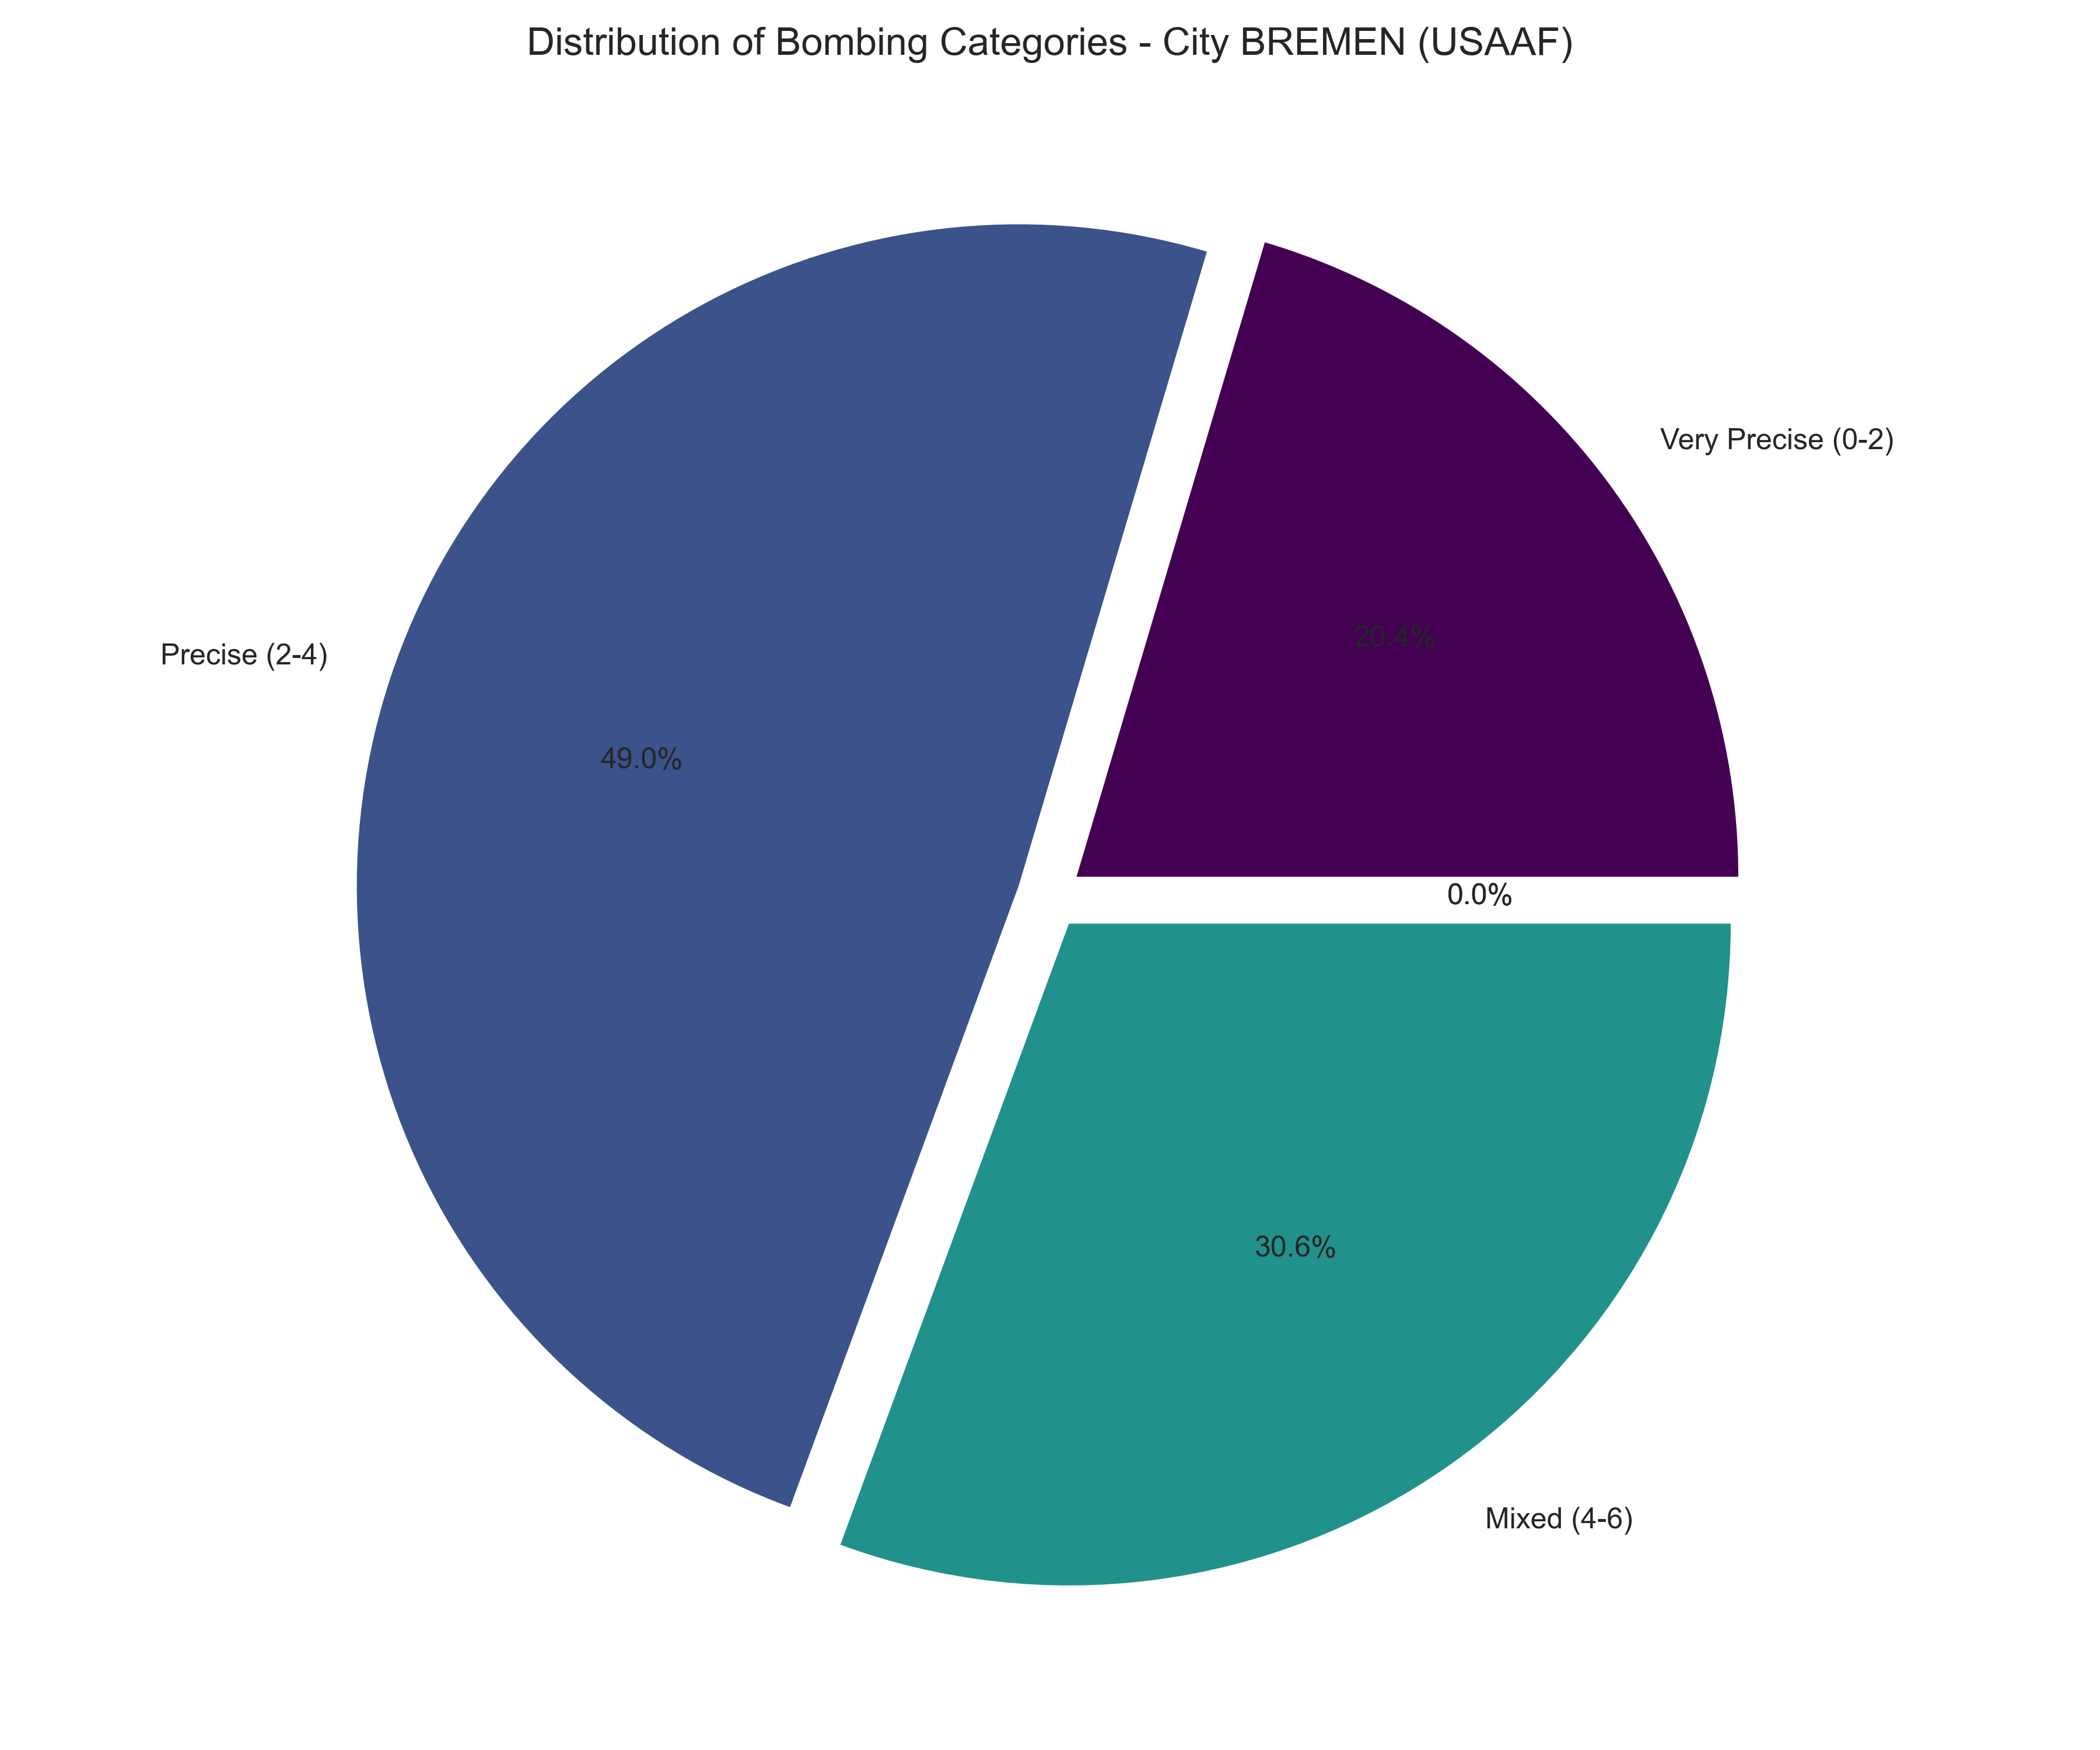 Distribution of Bombing Categories - City BREMEN (USAAF)
Very Precise (0-2)
20.4%
Precise (2-4)
49.0%
0.0%
30.6%
Mixed (4-6)